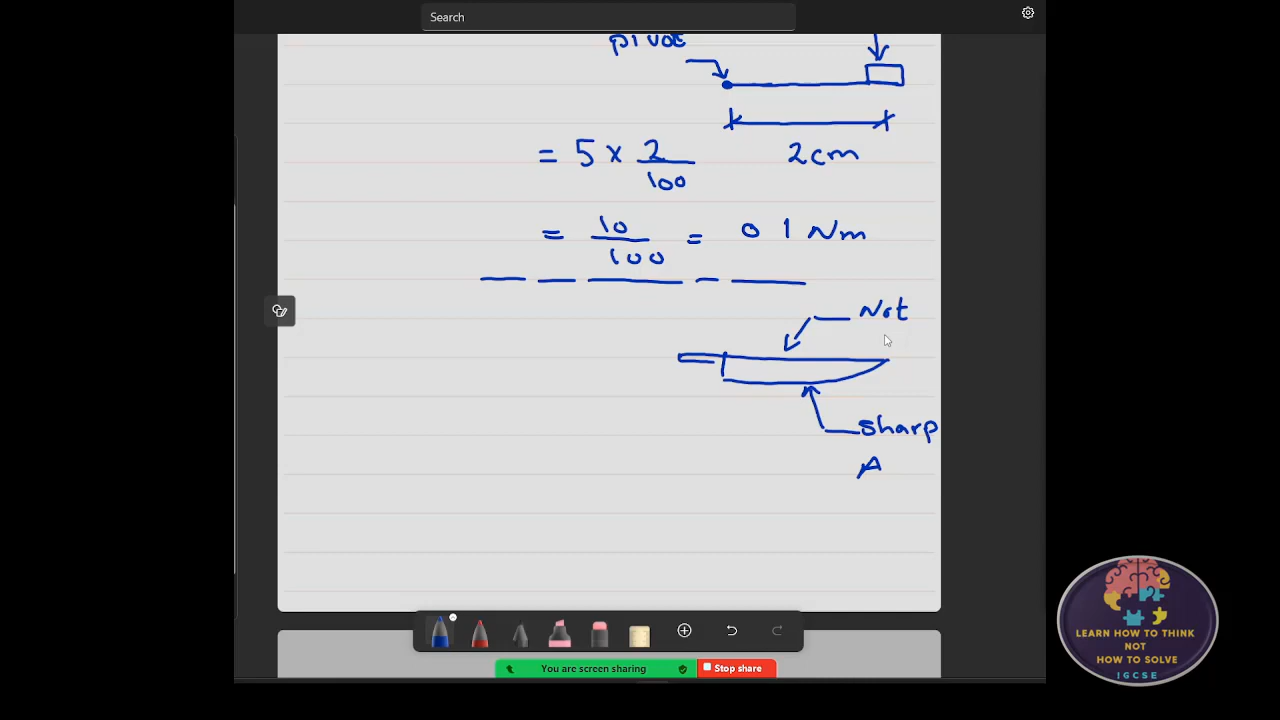 Search
pivot
= 5 × 2/100
2cm
= 10/100 = 0 1 Nm
Not
sharp
A
You are screen sharing
Stop share
LEARN HOW TO THINK
NOT
HOW TO SOLVE
IGCSE